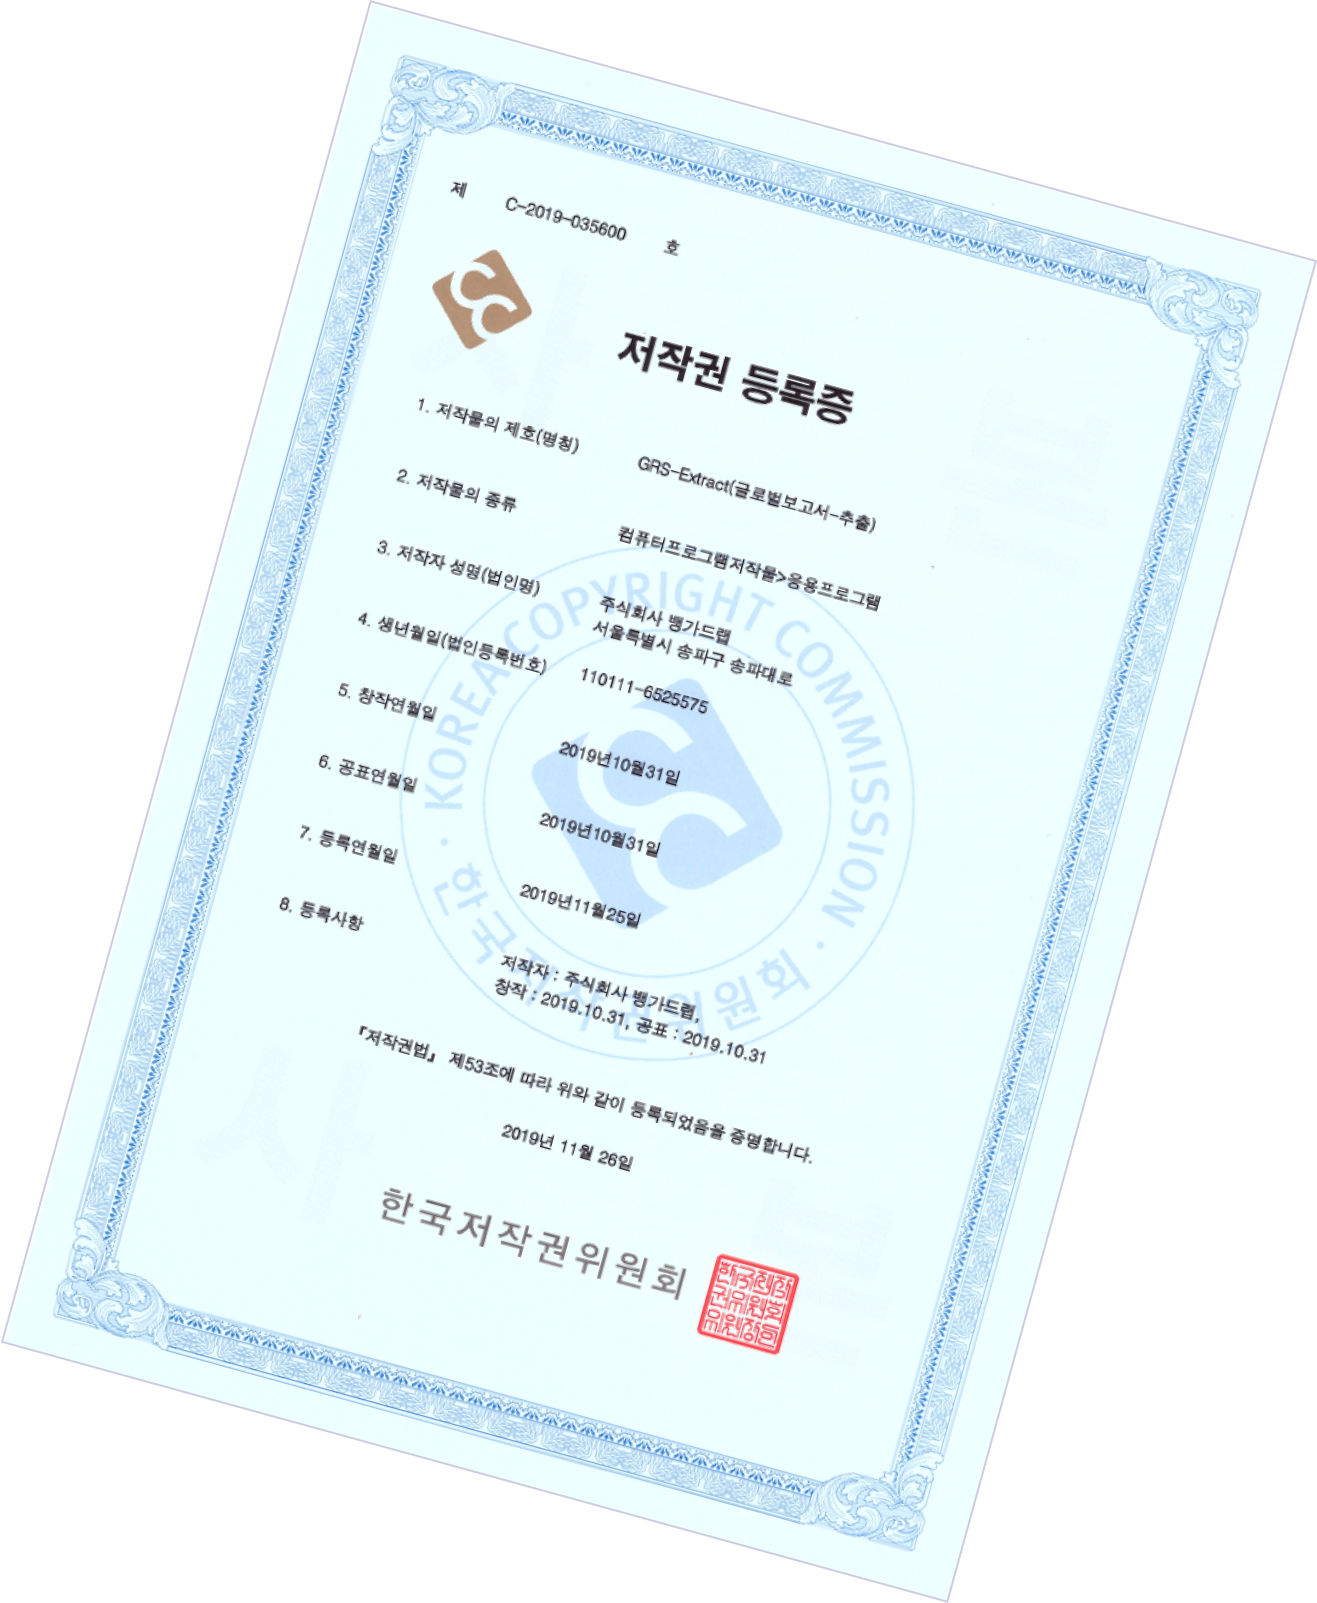 제 C-2019-035600 호
저작권 등록증
1. 저작물의 제호(명칭)
GRS-Extract(글로벌보고서-추출)
2. 저작물의 종류
컴퓨터프로그램저작물>응용프로그램
3. 저작자 성명(법인명)
주식회사 뱅가드랩
서울특별시 송파구 송파대로
4. 생년월일(법인등록번호)
110111-6525575
5. 창작연월일
2019년10월31일
6. 공표연월일
2019년10월31일
7. 등록연월일
2019년11월25일
8. 등록사항
저작자 : 주식회사 뱅가드랩,
창작 : 2019.10.31, 공표 : 2019.10.31
『저작권법』 제53조에 따라 위와 같이 등록되었음을 증명합니다.
2019년 11월 26일
한국저작권위원회
KOREA COPYRIGHT COMMISSION
한국저작권위원회
사본
사본